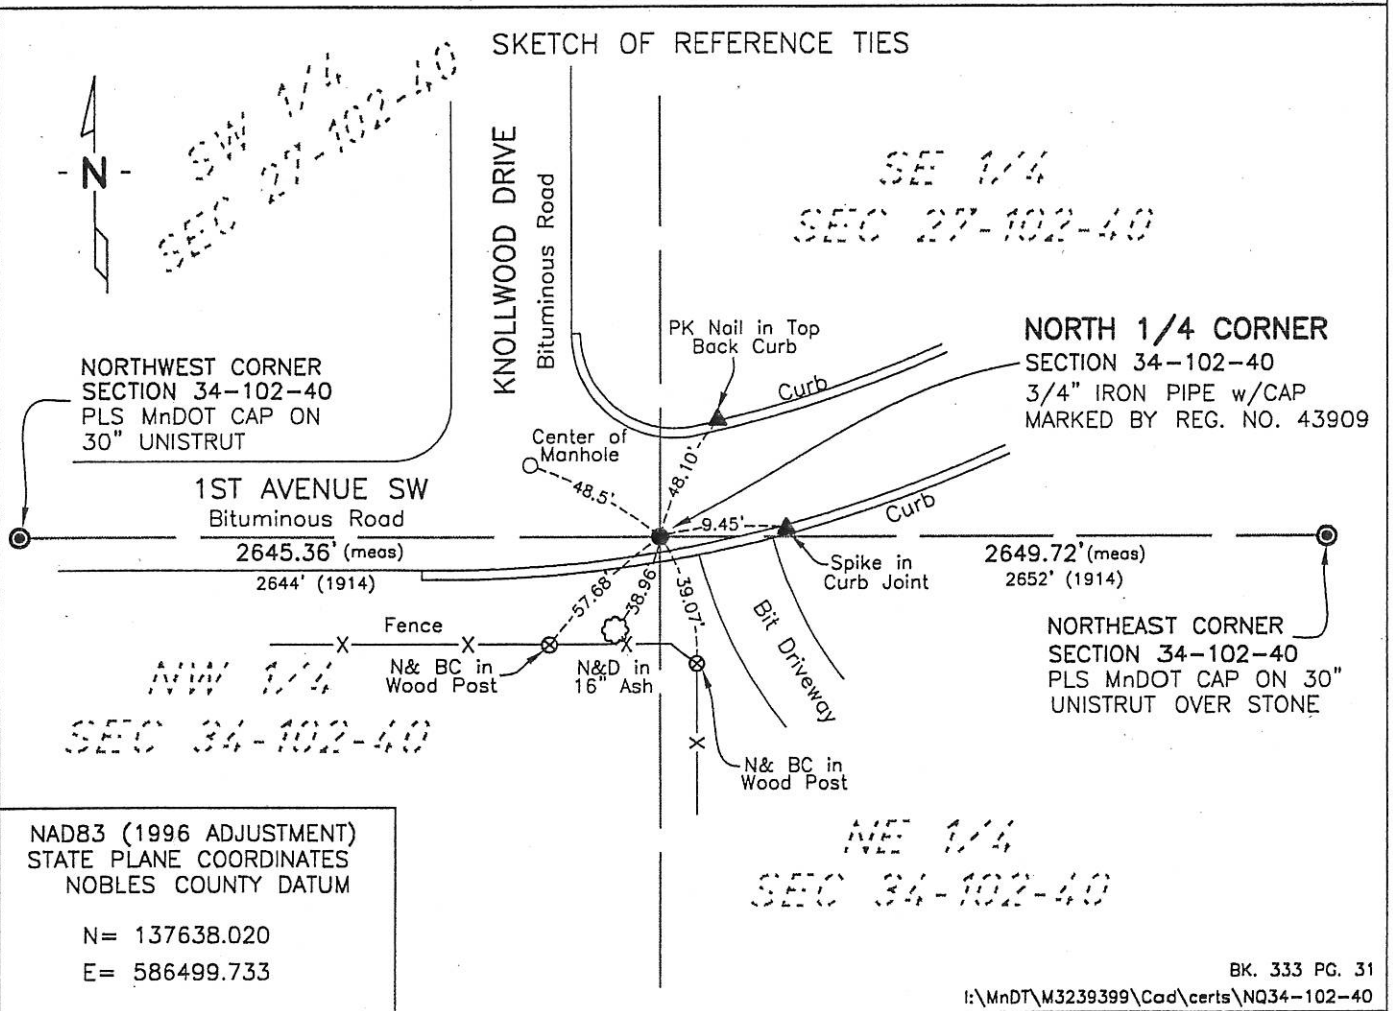 SKETCH OF REFERENCE TIES
SW 1/4
SEC 27-102-40
- N -
KNOLLWOOD DRIVE
Bituminous Road
SE 1/4
SEC 27-102-40
PK Nail in Top
Back Curb
NORTH 1/4 CORNER
SECTION 34-102-40
3/4" IRON PIPE w/CAP
MARKED BY REG. NO. 43909
NORTHWEST CORNER
SECTION 34-102-40
PLS MnDOT CAP ON
30" UNISTRUT
Curb
Center of
Manhole
48.5'
48.10'
1ST AVENUE SW
Bituminous Road
9.45'
Curb
2645.36' (meas)
2644' (1914)
2649.72' (meas)
2652' (1914)
Spike in
Curb Joint
57.68'
38.96
39.07'
Fence
N& BC in
Wood Post
N&D in
16" Ash
Bit Driveway
NORTHEAST CORNER
SECTION 34-102-40
PLS MnDOT CAP ON 30"
UNISTRUT OVER STONE
NW 1/4
SEC 34-102-40
N& BC in
Wood Post
NE 1/4
SEC 34-102-40
NAD83 (1996 ADJUSTMENT)
STATE PLANE COORDINATES
NOBLES COUNTY DATUM
N= 137638.020
E= 586499.733
BK. 333 PG. 31
I:\MnDT\M3239399\Cad\certs\NQ34-102-40